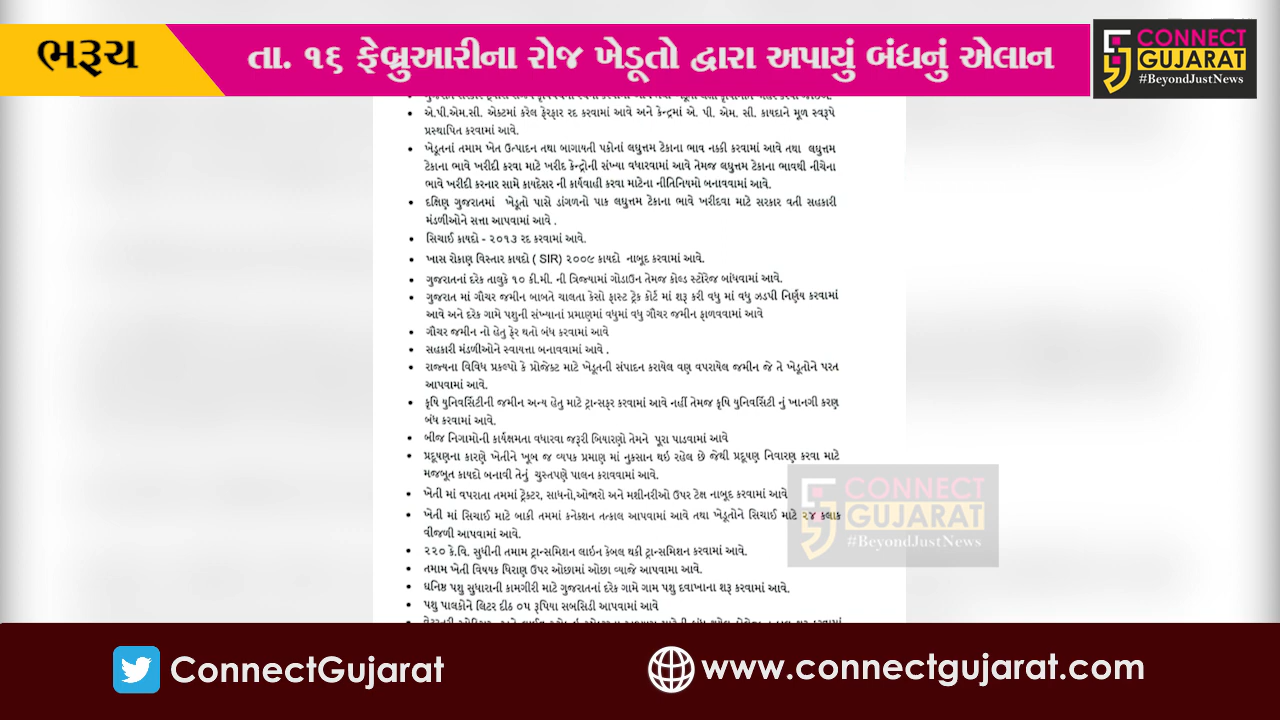 ભરૂચ
તા. ૧૬ ફેબ્રુઆરીના રોજ ખેડૂતો દ્વારા અપાયું બંધનું એલાન
CONNECT
GUJARAT
#BeyondJustNews
• એ.પી.એમ.સી. એક્ટમાં કરેલ ફેરફાર રદ કરવામાં આવે અને કેન્દ્રમાં એ. પી. એમ. સી. કાયદાને મૂળ સ્વરૂપે
પ્રસ્થાપિત કરવામાં આવે.
• ખેડૂતનાં તમામ ખેત ઉત્પાદન તથા બાગાયતી પકોનાં લઘુત્તમ ટેકાના ભાવ નક્કી કરવામાં આવે તથા લઘુત્તમ
ટેકાના ભાવે ખરીદી કરવા માટે ખરીદ કેન્દ્રોની સંખ્યા વધારવામાં આવે તેમજ લઘુત્તમ ટેકાના ભાવથી નીચેના
ભાવે ખરીદી કરનાર સામે કાયદેસર ની કાર્યવાહી કરવા માટેના નીતિનિયમો બનાવવામાં આવે.
• દક્ષિણ ગુજરાતમાં ખેડૂતો પાસે ડાંગળનો પાક લઘુત્તમ ટેકાના ભાવે ખરીદવા માટે સરકાર વતી સહકારી
મંડળીઓને સત્તા આપવામાં આવે .
• સિચાઈ કાયદો - ૨૦૧૩ રદ કરવામાં આવે.
• ખાસ રોકાણ વિસ્તાર કાયદો ( SIR) ૨૦૦૯ કાયદો નાબૂદ કરવામાં આવે.
• ગુજરાતનાં દરેક તાલુકે ૧૦ કી.મી. ની ત્રિજ્યામાં ગોડાઉન તેમજ કોલ્ડ સ્ટોરેજ બાંધવામાં આવે.
• ગુજરાત માં ગૌચર જમીન બાબતે ચાલતા કેસો ફાસ્ટ ટ્રેક કોર્ટ માં શરૂ કરી વધુ માં વધુ ઝડપી નિર્ણય કરવામાં
આવે અને દરેક ગામે પશુની સંખ્યાનાં પ્રમાણમાં વધુમાં વધુ ગૌચર જમીન ફાળવવામાં આવે
• ગૌચર જમીન નો હેતુ ફેર થતો બંધ કરવામાં આવે
• સહકારી મંડળીઓને સ્વાયત્તા બનાવવામાં આવે .
• રાજ્યના વિવિધ પ્રકલ્પો કે પ્રોજેક્ટ માટે ખેડૂતની સંપાદન કરાયેલ વણ વપરાયેલ જમીન જે તે ખેડૂતોને પરત
આપવામાં આવે.
• કૃષિ યુનિવર્સિટીની જમીન અન્ય હેતુ માટે ટ્રાન્સફર કરવામાં આવે નહીં તેમજ કૃષિ યુનિવર્સિટી નું ખાનગી કરણ
બંધ કરવામાં આવે.
• બીજ નિગામોની કાર્યક્ષમતા વધારવા જરૂરી બિયારણો તેમને પૂરા પાડવામાં આવે
• પ્રદૂષણના કારણે ખેતીને ખૂબ જ વ્યપક પ્રમાણ માં નુકસાન થઇ રહેલ છે જેથી પ્રદૂષણ નિવારણ કરવા માટે
મજબૂત કાયદો બનાવી તેનું ચુસ્તપણે પાલન કરાવવામાં આવે.
• ખેતી માં વપરાતા તમમાં ટ્રેક્ટર, સાધનો,ઓજારો અને મશીનરીઓ ઉપર ટેક્ષ નાબૂદ કરવામાં આવે
• ખેતી માં સિચાઈ માટે બાકી તમમાં કનેક્શન તત્કાલ આપવામાં આવે તથા ખેડૂતોને સિચાઈ માટે ૨૪ કલાક
વીજળી આપવામાં આવે.
• ૨૨૦ કે.વિ. સુધીની તમામ ટ્રાન્સમિશન લાઇન કેબલ થકી ટ્રાન્સમિશન કરવામાં આવે.
• તમામ ખેતી વિષયક ધિરાણ ઉપર ઓછામાં ઓછા વ્યાજે આપવામા આવે.
• ધનિષ્ઠ પશુ સુધારાની કામગીરી માટે ગુજરાતનાં દરેક ગામે ગામ પશુ દવાખાના શરૂ કરવામાં આવે.
• પશુ પાલકોને લિટર દીઠ ૦૫ રૂપિયા સબસિડી આપવામાં આવે
CONNECT
GUJARAT
#BeyondJustNews
ConnectGujarat
www.connectgujarat.com